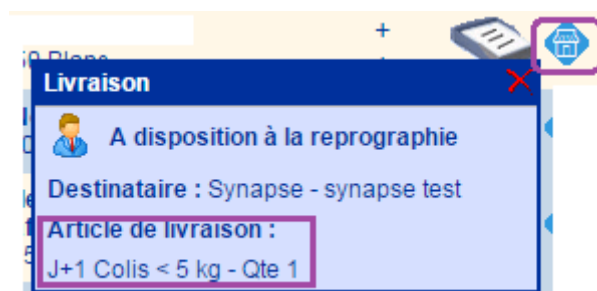 +
Livraison
A disposition à la reprographie
Destinataire : Synapse - synapse test
Article de livraison :
J+1 Colis < 5 kg - Qte 1